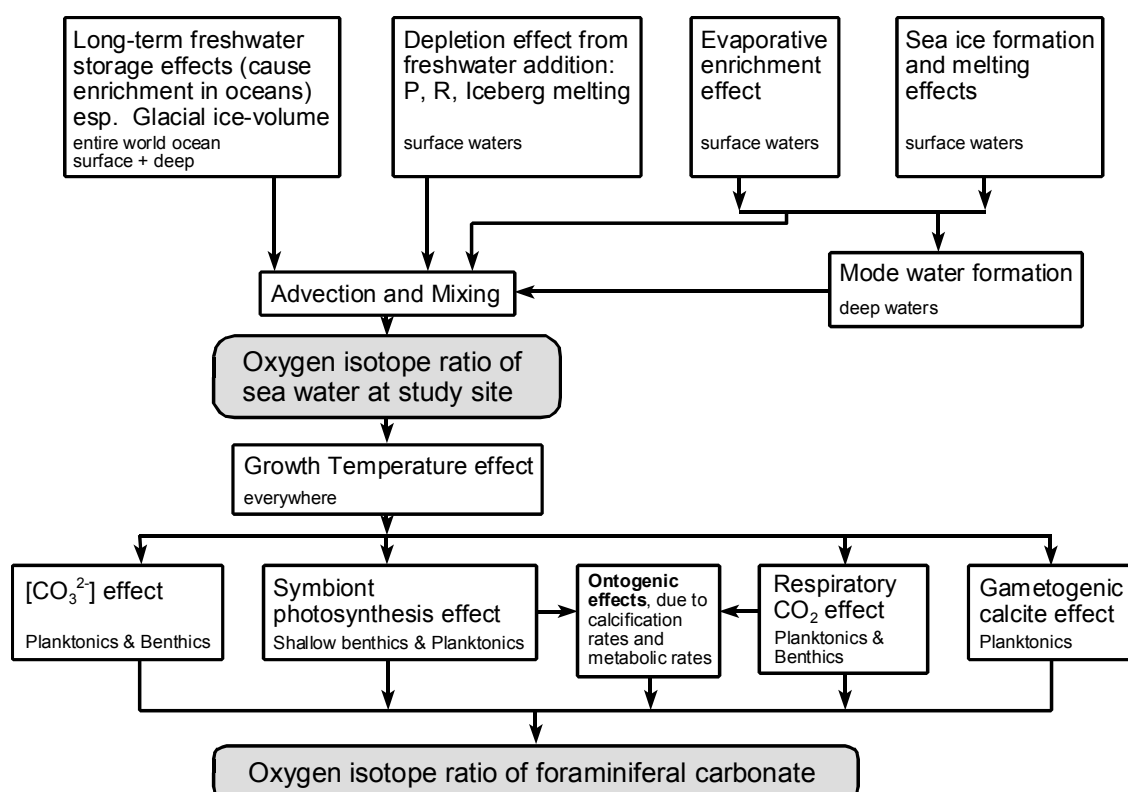 Long-term freshwater
storage effects (cause
enrichment in oceans)
esp. Glacial ice-volume
entire world ocean
surface + deep
Depletion effect from
freshwater addition:
P, R, Iceberg melting
surface waters
Evaporative
enrichment
effect
surface waters
Sea ice formation
and melting
effects
surface waters
Mode water formation
deep waters
Advection and Mixing
Oxygen isotope ratio of
sea water at study site
Growth Temperature effect
everywhere
[CO₃²⁻] effect
Planktonics & Benthics
Symbiont
photosynthesis effect
Shallow benthics & Planktonics
Ontogenic
effects, due to
calcification
rates and
metabolic rates
Respiratory
CO₂ effect
Planktonics &
Benthics
Gametogenic
calcite effect
Planktonics
Oxygen isotope ratio of foraminiferal carbonate